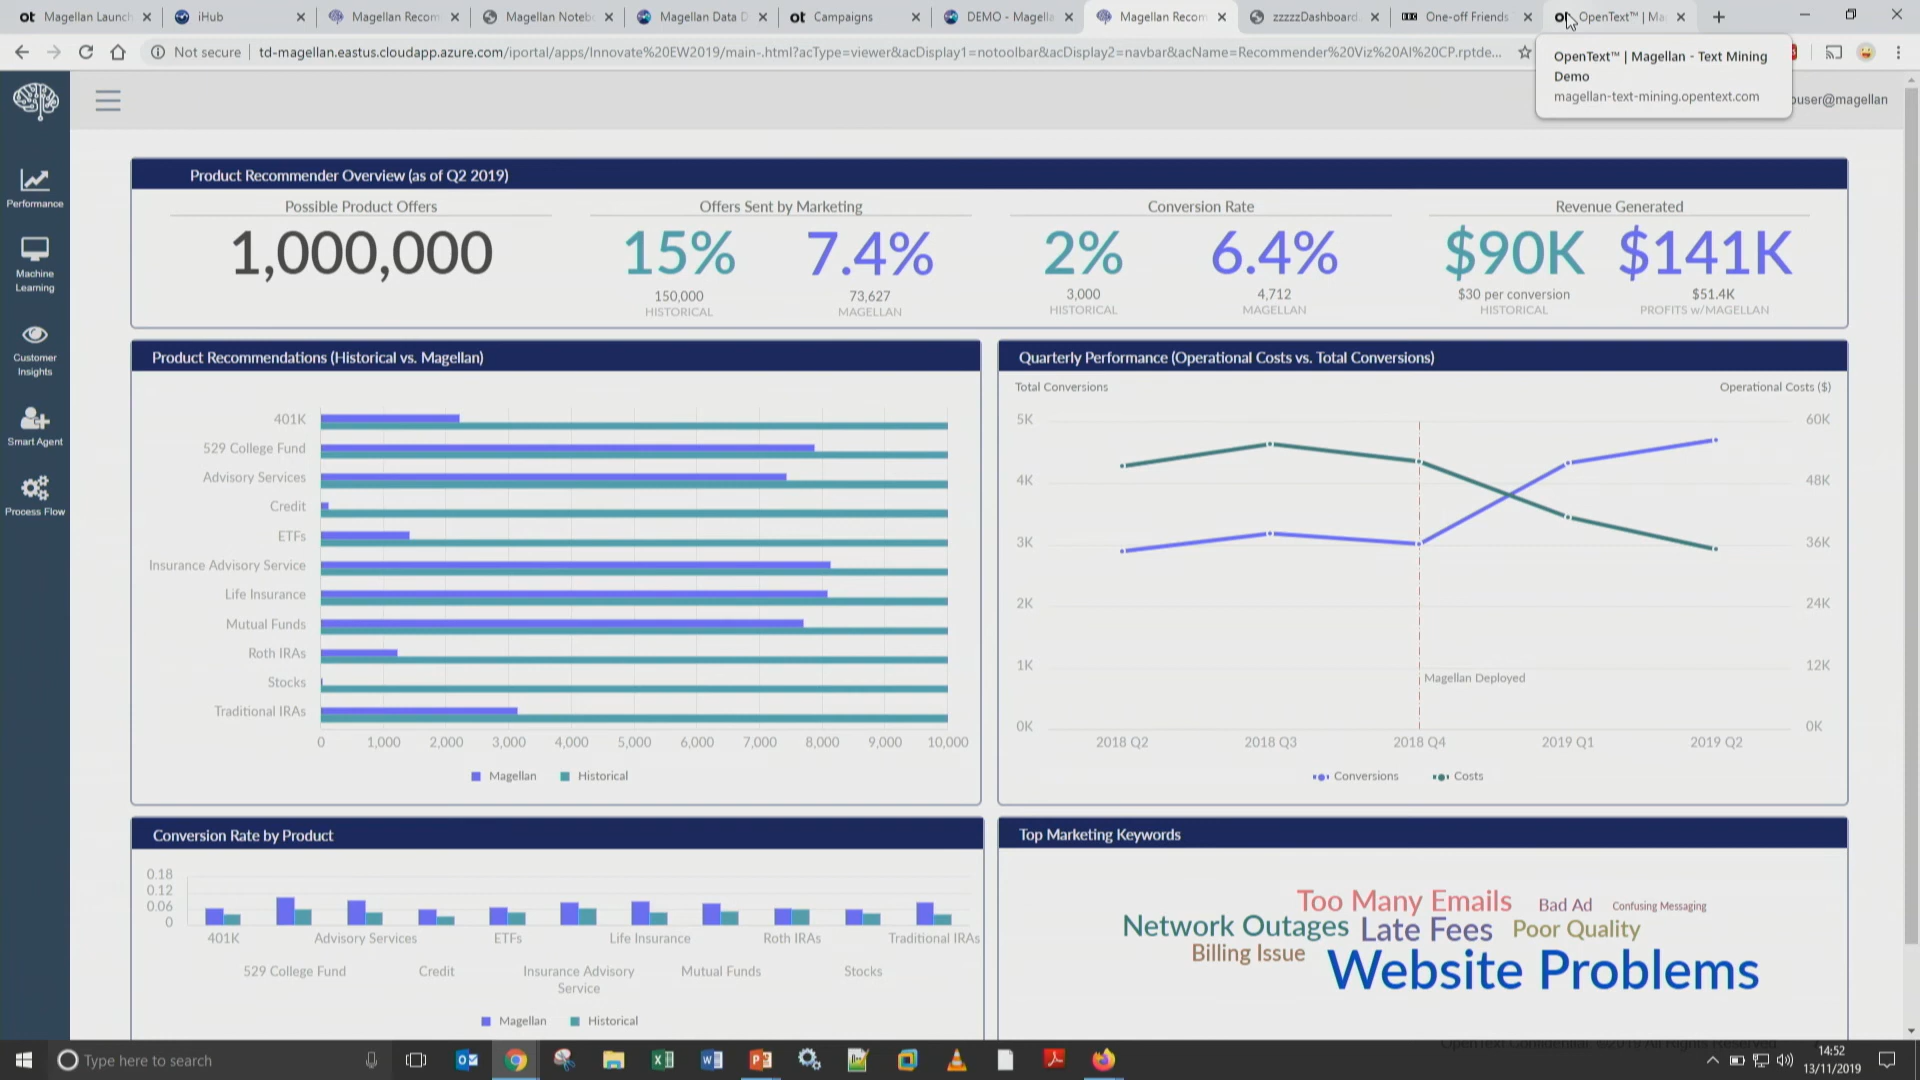 Magellan Launch
iHub
Magellan Recom
Magellan Noteb
Magellan Data D
ot Campaigns
DEMO - Magella
Magellan Recom
zzzzzDashboard
One-off Friends
OpenText™ | Ma
Not secure | td-magellan.eastus.cloudapp.azure.com/iportal/apps/Innovate%20EW2019/main-.html?acType=viewer&acDisplay1=notoolbar&acDisplay2=navbar&acName=Recommender%20Viz%20AI%20CP.rptde...
OpenText™ | Magellan - Text Mining
Demo
magellan-text-mining.opentext.com
ouser@magellan
Performance
Machine
Learning
Customer
Insights
Smart Agent
Process Flow
Product Recommender Overview (as of Q2 2019)
Possible Product Offers
1,000,000
Offers Sent by Marketing
15% 7.4%
150,000 73,627
HISTORICAL MAGELLAN
Conversion Rate
2% 6.4%
3,000 4,712
HISTORICAL MAGELLAN
Revenue Generated
$90K $141K
$30 per conversion $51.4K
HISTORICAL PROFITS w/MAGELLAN
Product Recommendations (Historical vs. Magellan)
401K
529 College Fund
Advisory Services
Credit
ETFs
Insurance Advisory Service
Life Insurance
Mutual Funds
Roth IRAs
Stocks
Traditional IRAs
0 1,000 2,000 3,000 4,000 5,000 6,000 7,000 8,000 9,000 10,000
Magellan Historical
Quarterly Performance (Operational Costs vs. Total Conversions)
Total Conversions Operational Costs ($)
5K 60K
4K 48K
3K 36K
2K 24K
1K 12K
Magellan Deployed
0K 0K
2018 Q2 2018 Q3 2018 Q4 2019 Q1 2019 Q2
Conversions Costs
Conversion Rate by Product
0.18
0.12
0.06
0
401K Advisory Services ETFs Life Insurance Roth IRAs Traditional IRAs
529 College Fund Credit Insurance Advisory Mutual Funds Stocks
Service
Magellan Historical
Top Marketing Keywords
Too Many Emails Bad Ad Confusing Messaging
Network Outages Late Fees Poor Quality
Billing Issue Website Problems
OpenText Confidential. ©2019 All Rights Reserved
Type here to search
14:52
13/11/2019